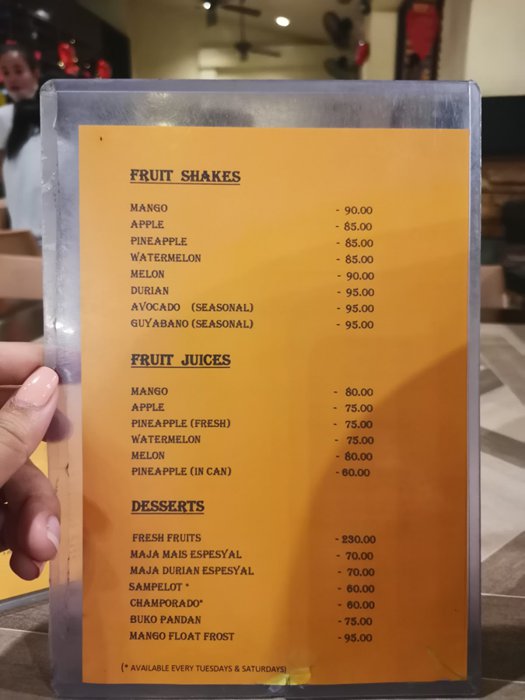 FRUIT SHAKES
MANGO - 90.00
APPLE - 85.00
PINEAPPLE - 85.00
WATERMELON - 85.00
MELON - 90.00
DURIAN - 95.00
AVOCADO (SEASONAL) - 95.00
GUYABANO (SEASONAL) - 95.00
FRUIT JUICES
MANGO - 80.00
APPLE - 75.00
PINEAPPLE (FRESH) - 75.00
WATERMELON - 75.00
MELON - 80.00
PINEAPPLE (IN CAN) - 60.00
DESSERTS
FRESH FRUITS - 230.00
MAJA MAIS ESPESYAL - 70.00
MAJA DURIAN ESPESYAL - 70.00
SAMPELOT * - 60.00
CHAMPORADO* - 60.00
BUKO PANDAN - 75.00
MANGO FLOAT FROST - 95.00
(* AVAILABLE EVERY TUESDAYS & SATURDAYS)